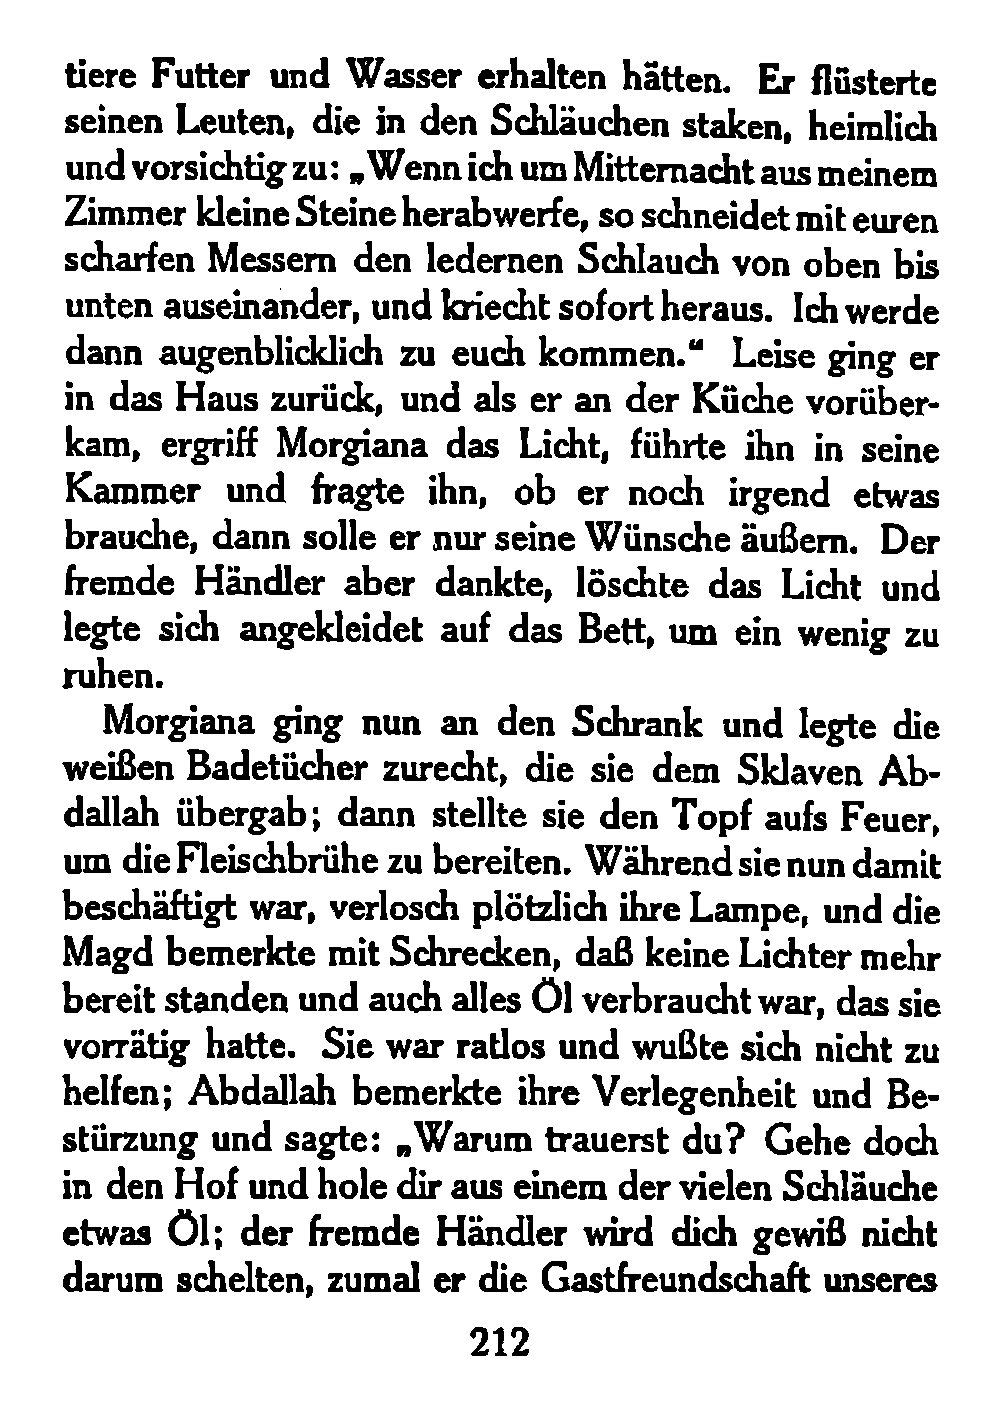 tiere Futter und Wasser erhalten hätten. Er flüsterte
seinen Leuten, die in den Schläuchen staken, heimlich
und vorsichtig zu: „Wenn ich um Mitternacht aus meinem
Zimmer kleine Steine herabwerfe, so schneidet mit euren
scharfen Messern den ledernen Schlauch von oben bis
unten auseinander, und kriecht sofort heraus. Ich werde
dann augenblicklich zu euch kommen.“ Leise ging er
in das Haus zurück, und als er an der Küche vorüber-
kam, ergriff Morgiana das Licht, führte ihn in seine
Kammer und fragte ihn, ob er noch irgend etwas
brauche, dann solle er nur seine Wünsche äußern. Der
fremde Händler aber dankte, löschte das Licht und
legte sich angekleidet auf das Bett, um ein wenig zu
ruhen.
Morgiana ging nun an den Schrank und legte die
weißen Badetücher zurecht, die sie dem Sklaven Ab-
dallah übergab; dann stellte sie den Topf aufs Feuer,
um die Fleischbrühe zu bereiten. Während sie nun damit
beschäftigt war, verlosch plötzlich ihre Lampe, und die
Magd bemerkte mit Schrecken, daß keine Lichter mehr
bereit standen und auch alles Öl verbraucht war, das sie
vorrätig hatte. Sie war ratlos und wußte sich nicht zu
helfen; Abdallah bemerkte ihre Verlegenheit und Be-
stürzung und sagte: „Warum trauerst du? Gehe doch
in den Hof und hole dir aus einem der vielen Schläuche
etwas Öl; der fremde Händler wird dich gewiß nicht
darum schelten, zumal er die Gastfreundschaft unseres
212